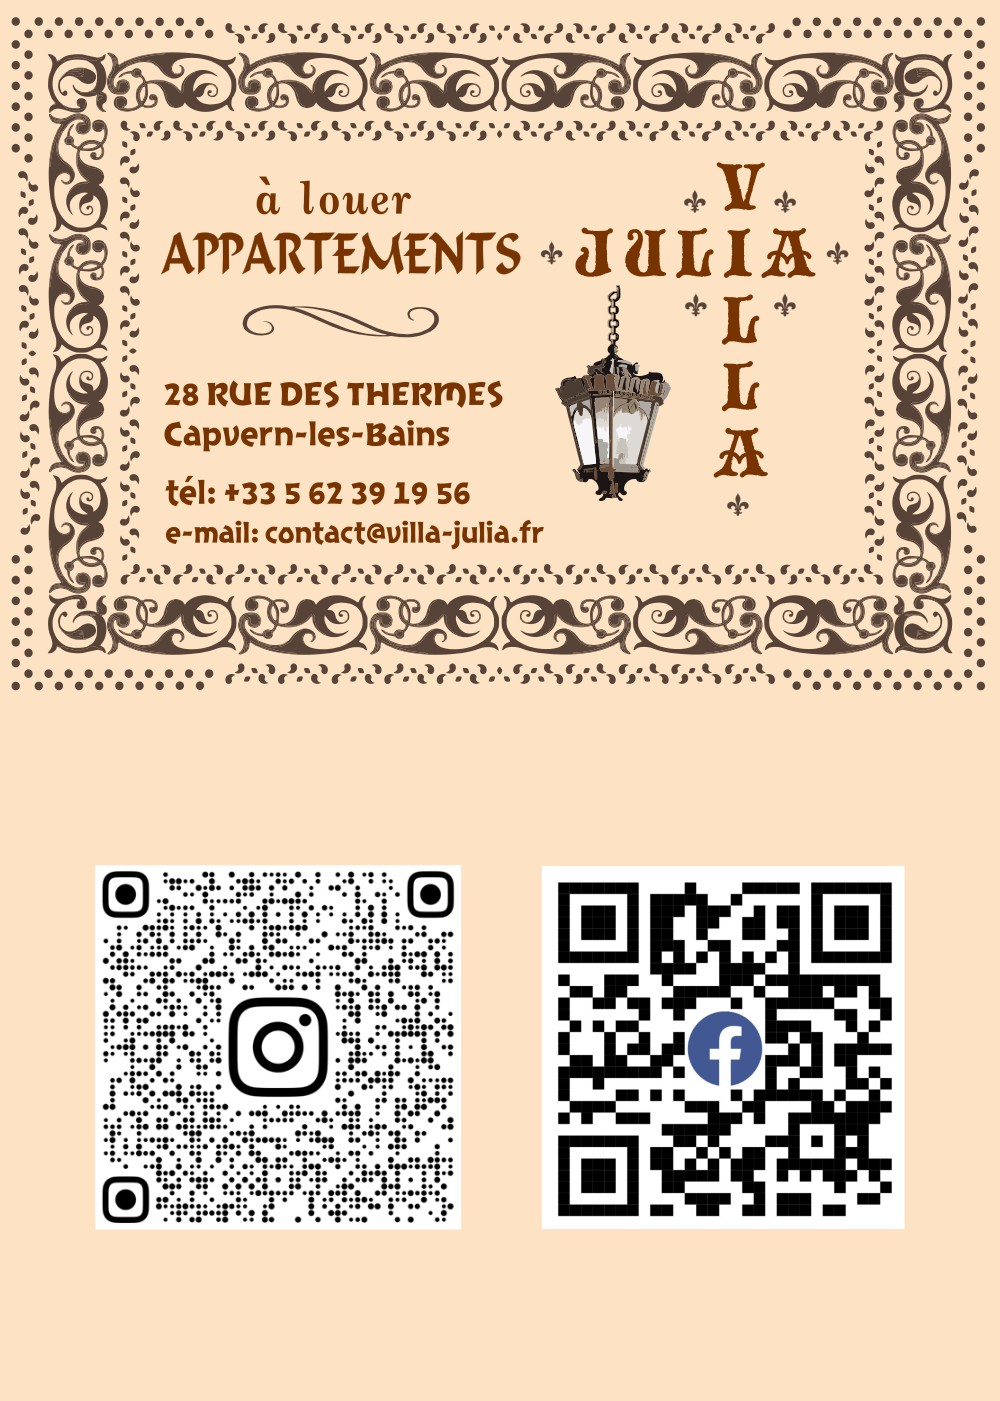 à louer
APPARTEMENTS
JULIA
VILLA
28 RUE DES THERMES
Capvern-les-Bains
tél: +33 5 62 39 19 56
e-mail: contact@villa-julia.fr